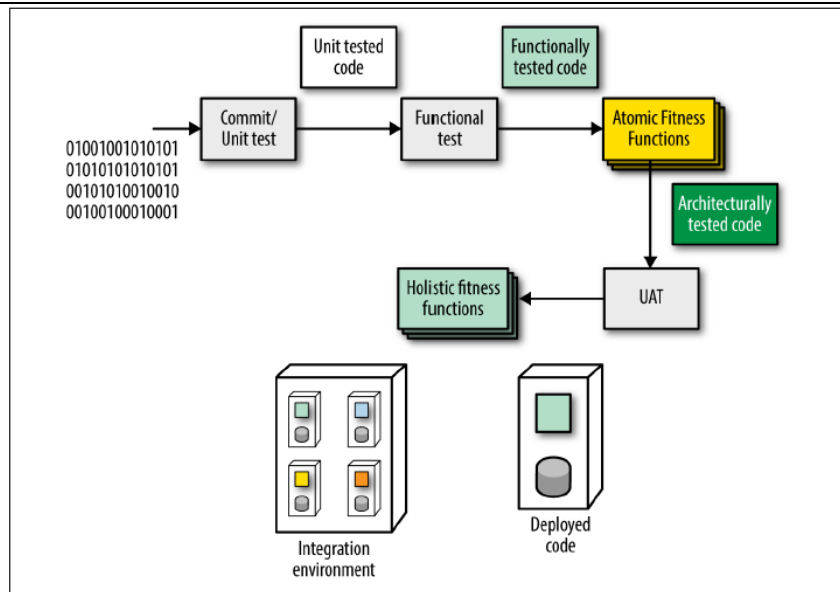 Unit tested
code
Functionally
tested code
Commit/
Unit test
Functional
test
Atomic Fitness
Functions
01001001010101
01010101010101
00101010010010
00100100010001
Architecturally
tested code
Holistic fitness
functions
UAT
Integration
environment
Deployed
code